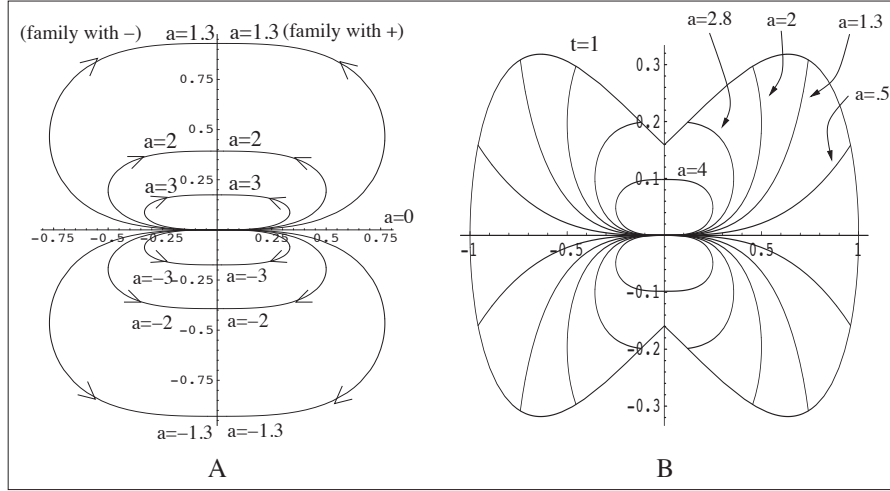 (family with −) a=1.3 a=1.3 (family with +)
0.75
0.5
a=2 a=2
0.25
a=3 a=3
a=0
−0.75 −0.5 −0.25 0.25 0.5 0.75
a=−3 a=−3
−0.25
a=−2 a=−2
−0.5
−0.75
a=−1.3 a=−1.3
A
a=2.8 a=2 a=1.3
t=1
0.3
a=.5
0.2
a=4
0.1
-1 -0.5 0.5 1
-0.1
-0.2
-0.3
B